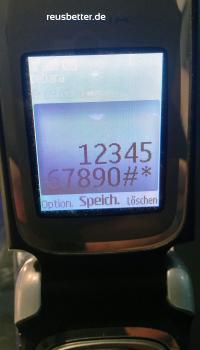 reusbetter.de
12345
67890#*
Option. Speich. Löschen